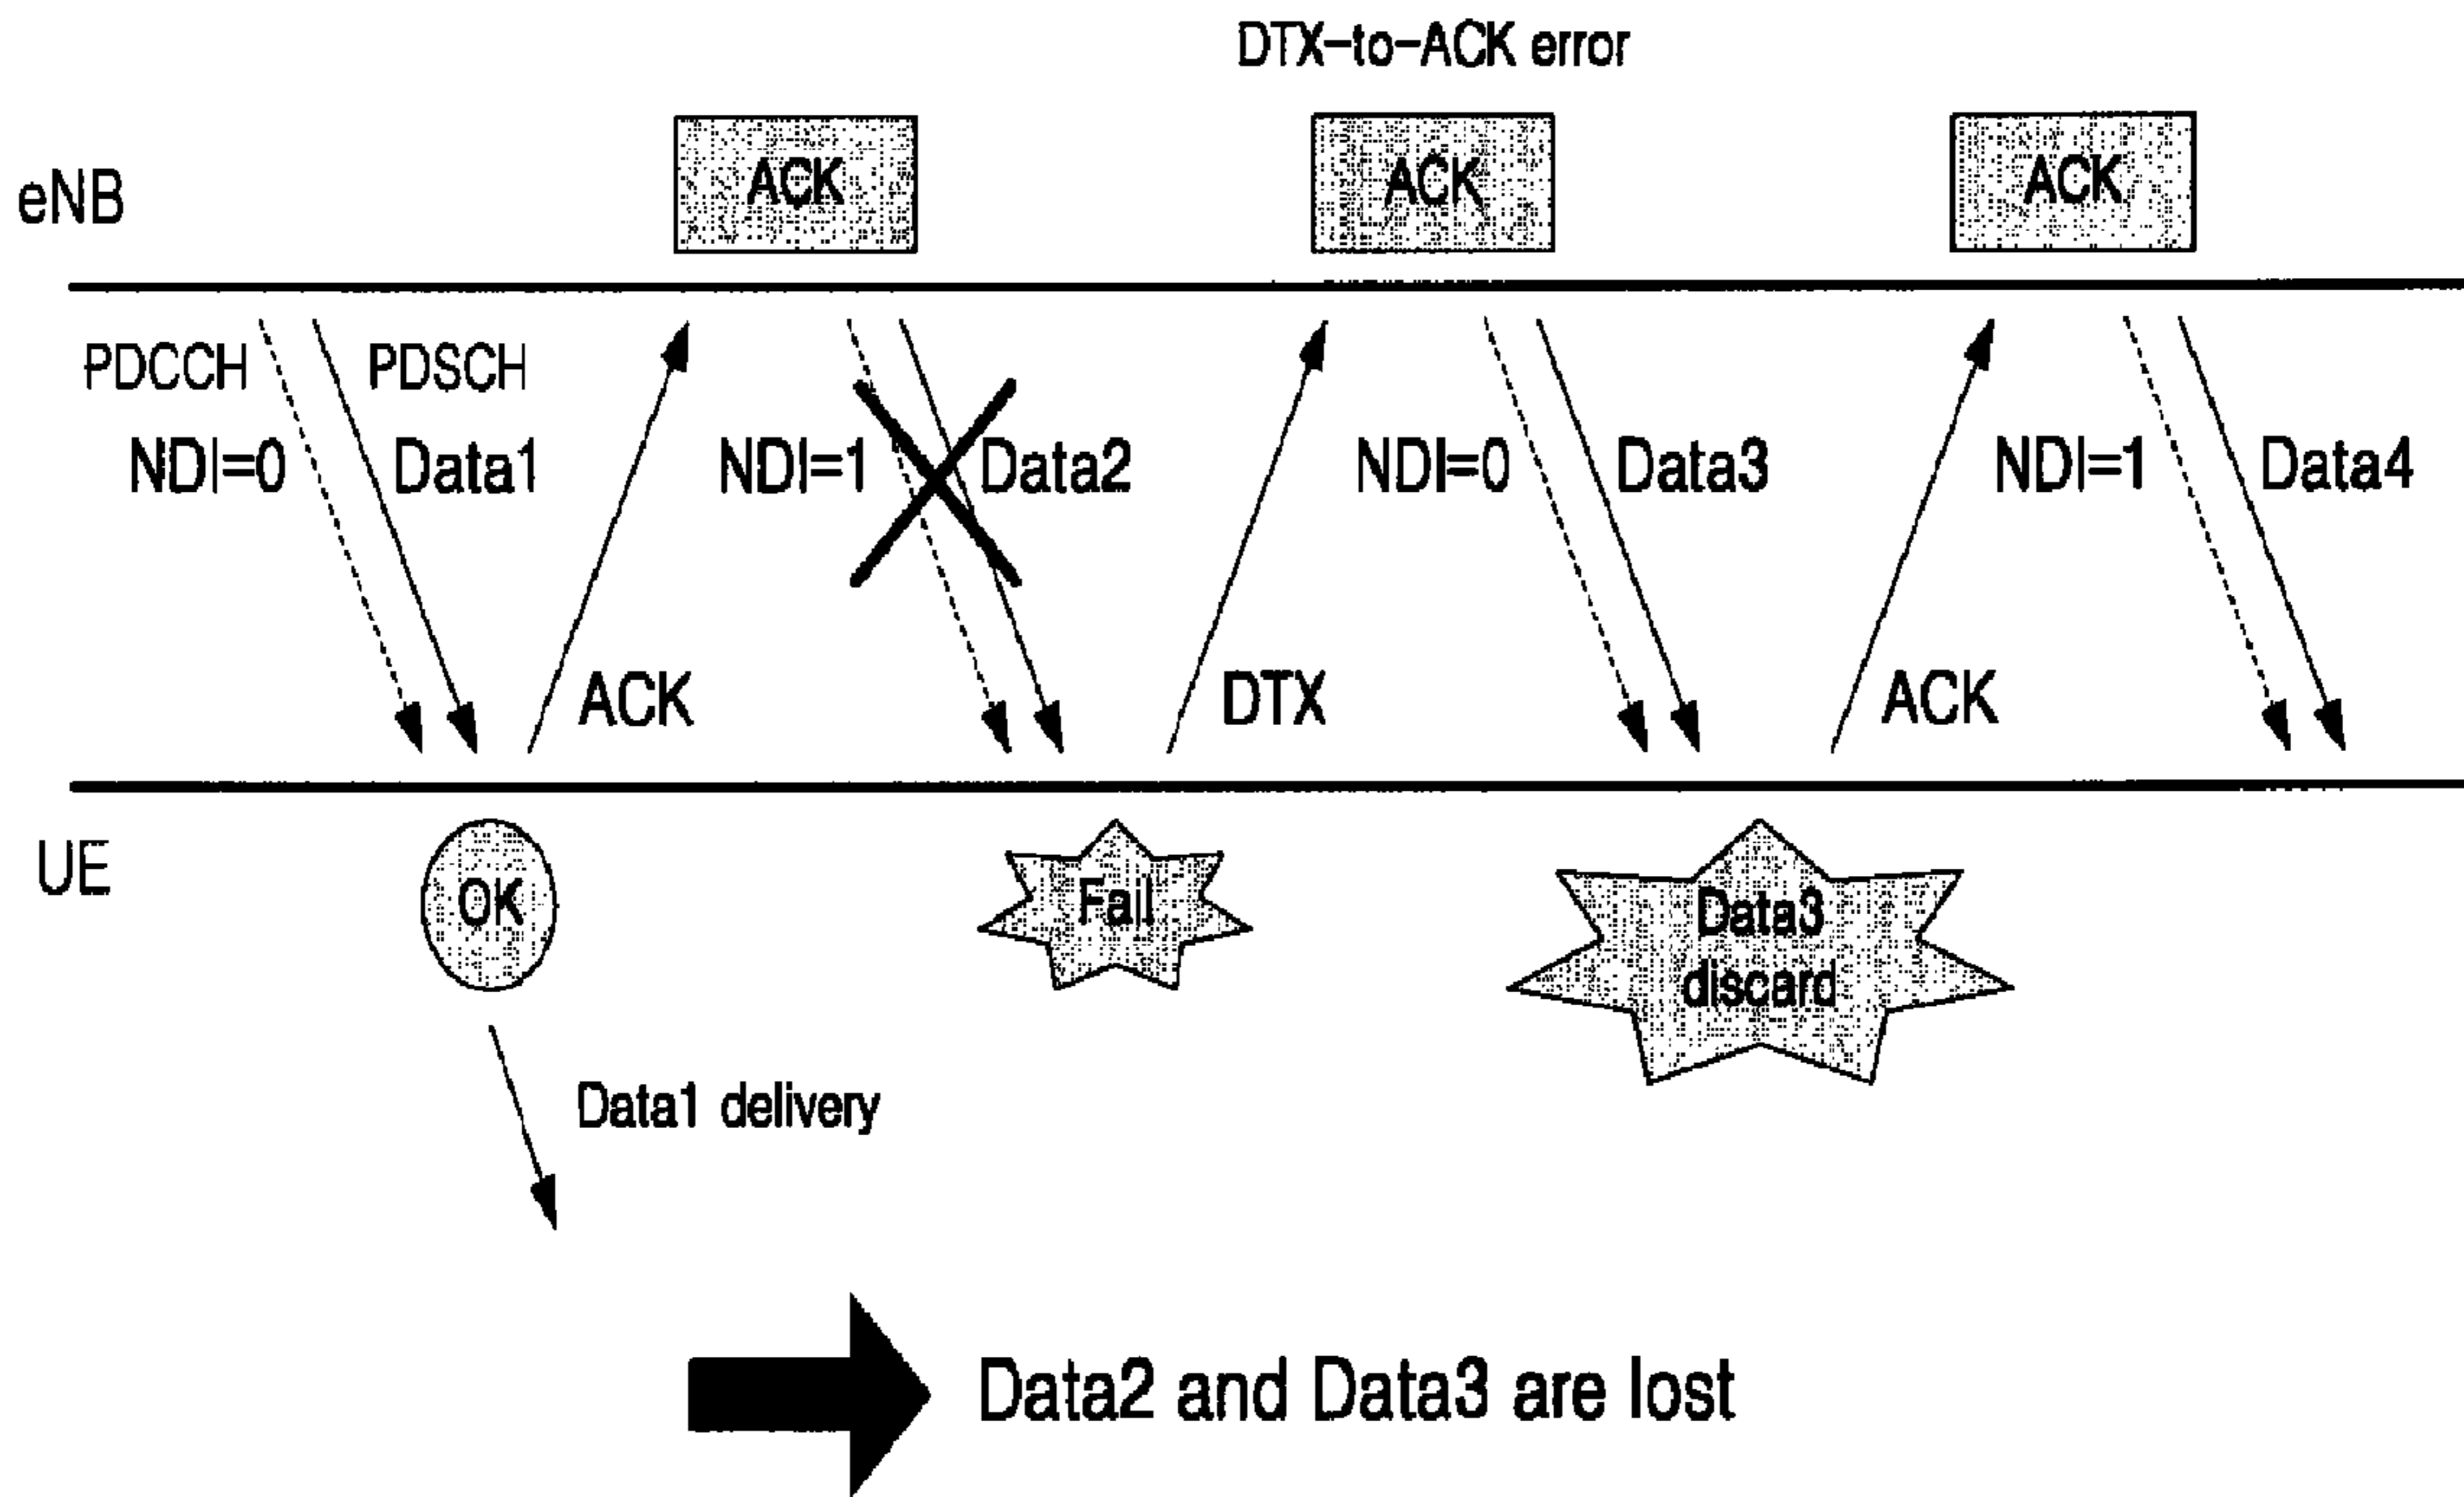 DTX-to-ACK error
ACK
ACK
ACK
eNB
PDCCH
PDSCH
NDI=0
Data1
NDI=1
Data2
NDI=0
Data3
NDI=1
Data4
ACK
DTX
ACK
UE
OK
Fail
Data3
discard
Data1 delivery
Data2 and Data3 are lost